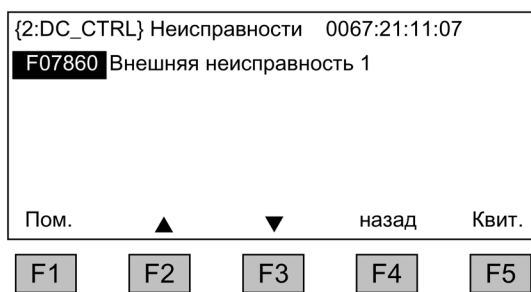 {2:DC_CTRL} Неисправности 0067:21:11:07
F07860 Внешняя неисправность 1
Пом. ▲ ▼ назад Квит.
F1 F2 F3 F4 F5